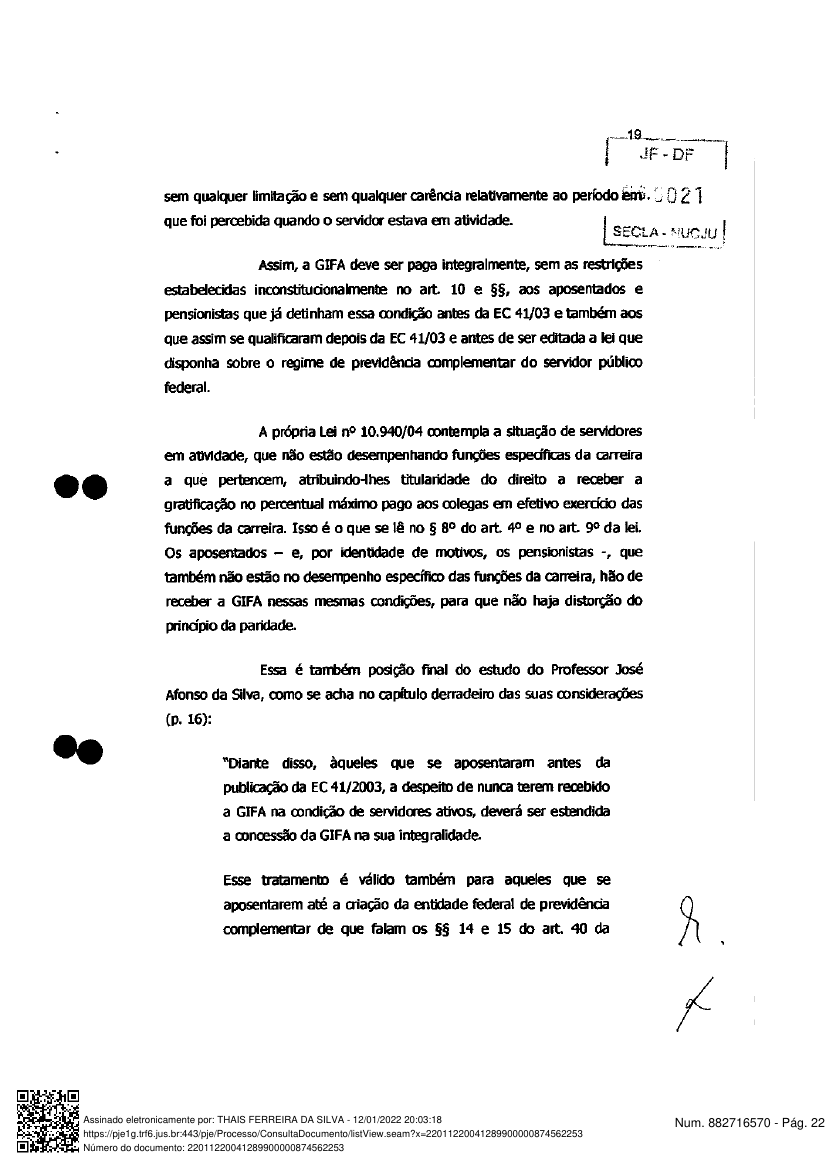 19
JF - DF
sem qualquer limitação e sem qualquer carência relativamente ao período em
021
que foi percebida quando o servidor estava em atividade.
SECLA - NUCJU
Assim, a GIFA deve ser paga integralmente, sem as restrições
estabelecidas inconstitucionalmente no art. 10 e §§, aos aposentados e
pensionistas que já detinham essa condição antes da EC 41/03 e também aos
que assim se qualificaram depois da EC 41/03 e antes de ser editada a lei que
disponha sobre o regime de previdência complementar do servidor público
federal.
A própria Lei nº 10.940/04 contempla a situação de servidores
em atividade, que não estão desempenhando funções específicas da carreira
a que pertencem, atribuindo-lhes titularidade do direito a receber a
gratificação no percentual máximo pago aos colegas em efetivo exercício das
funções da carreira. Isso é o que se lê no § 8º do art. 4º e no art. 9º da lei.
Os aposentados – e, por identidade de motivos, os pensionistas -, que
também não estão no desempenho específico das funções da carreira, hão de
receber a GIFA nessas mesmas condições, para que não haja distorção do
princípio da paridade.
Essa é também posição final do estudo do Professor José
Afonso da Silva, como se acha no capítulo derradeiro das suas considerações
(p. 16):
"Diante disso, àqueles que se aposentaram antes da
publicação da EC 41/2003, a despeito de nunca terem recebido
a GIFA na condição de servidores ativos, deverá ser estendida
a concessão da GIFA na sua integralidade.
Esse tratamento é válido também para aqueles que se
aposentarem até a criação da entidade federal de previdência
complementar de que falam os §§ 14 e 15 do art. 40 da
Assinado eletronicamente por: THAIS FERREIRA DA SILVA - 12/01/2022 20:03:18
https://pje1g.trf6.jus.br:443/pje/Processo/ConsultaDocumento/listView.seam?x=22011220041289900000874562253
Número do documento: 22011220041289900000874562253
Num. 882716570 - Pág. 22